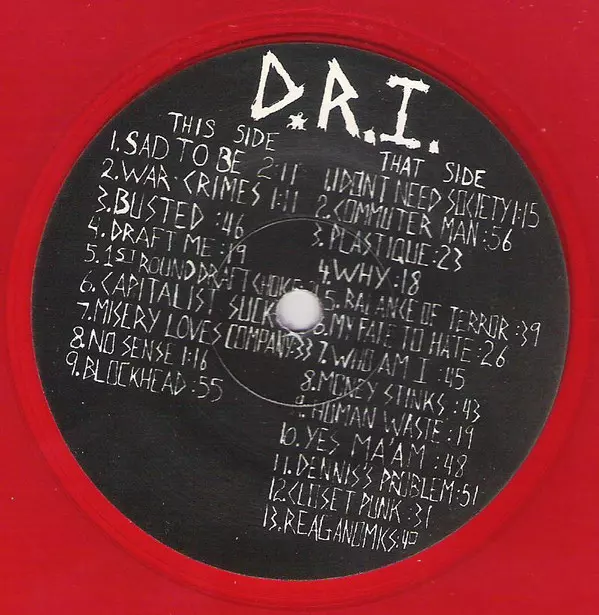 D.R.I.
THIS SIDE
1. SAD TO BE 2:11
2. WAR CRIMES 1:11
3. BUSTED :46
4. DRAFT ME :19
5. 1ST ROUND DRAFT CHOICE
6. CAPITALIST SUCK
7. MISERY LOVES COMPANY :33
8. NO SENSE 1:16
9. BLOCKHEAD :55
THAT SIDE
1. I DONT NEED SOCIETY 1:15
2. COMMUTER MAN :56
3. PLASTIQUE :23
4. WHY :18
5. BALANCE OF TERROR :39
6. MY FATE TO HATE :26
7. WHO AM I :45
8. MONEY STINKS :43
9. HUMAN WASTE :19
10. YES MA'AM :48
11. DENNIS'S PROBLEM :51
12. CLOSET PUNK :31
13. REAGANOMICS :40